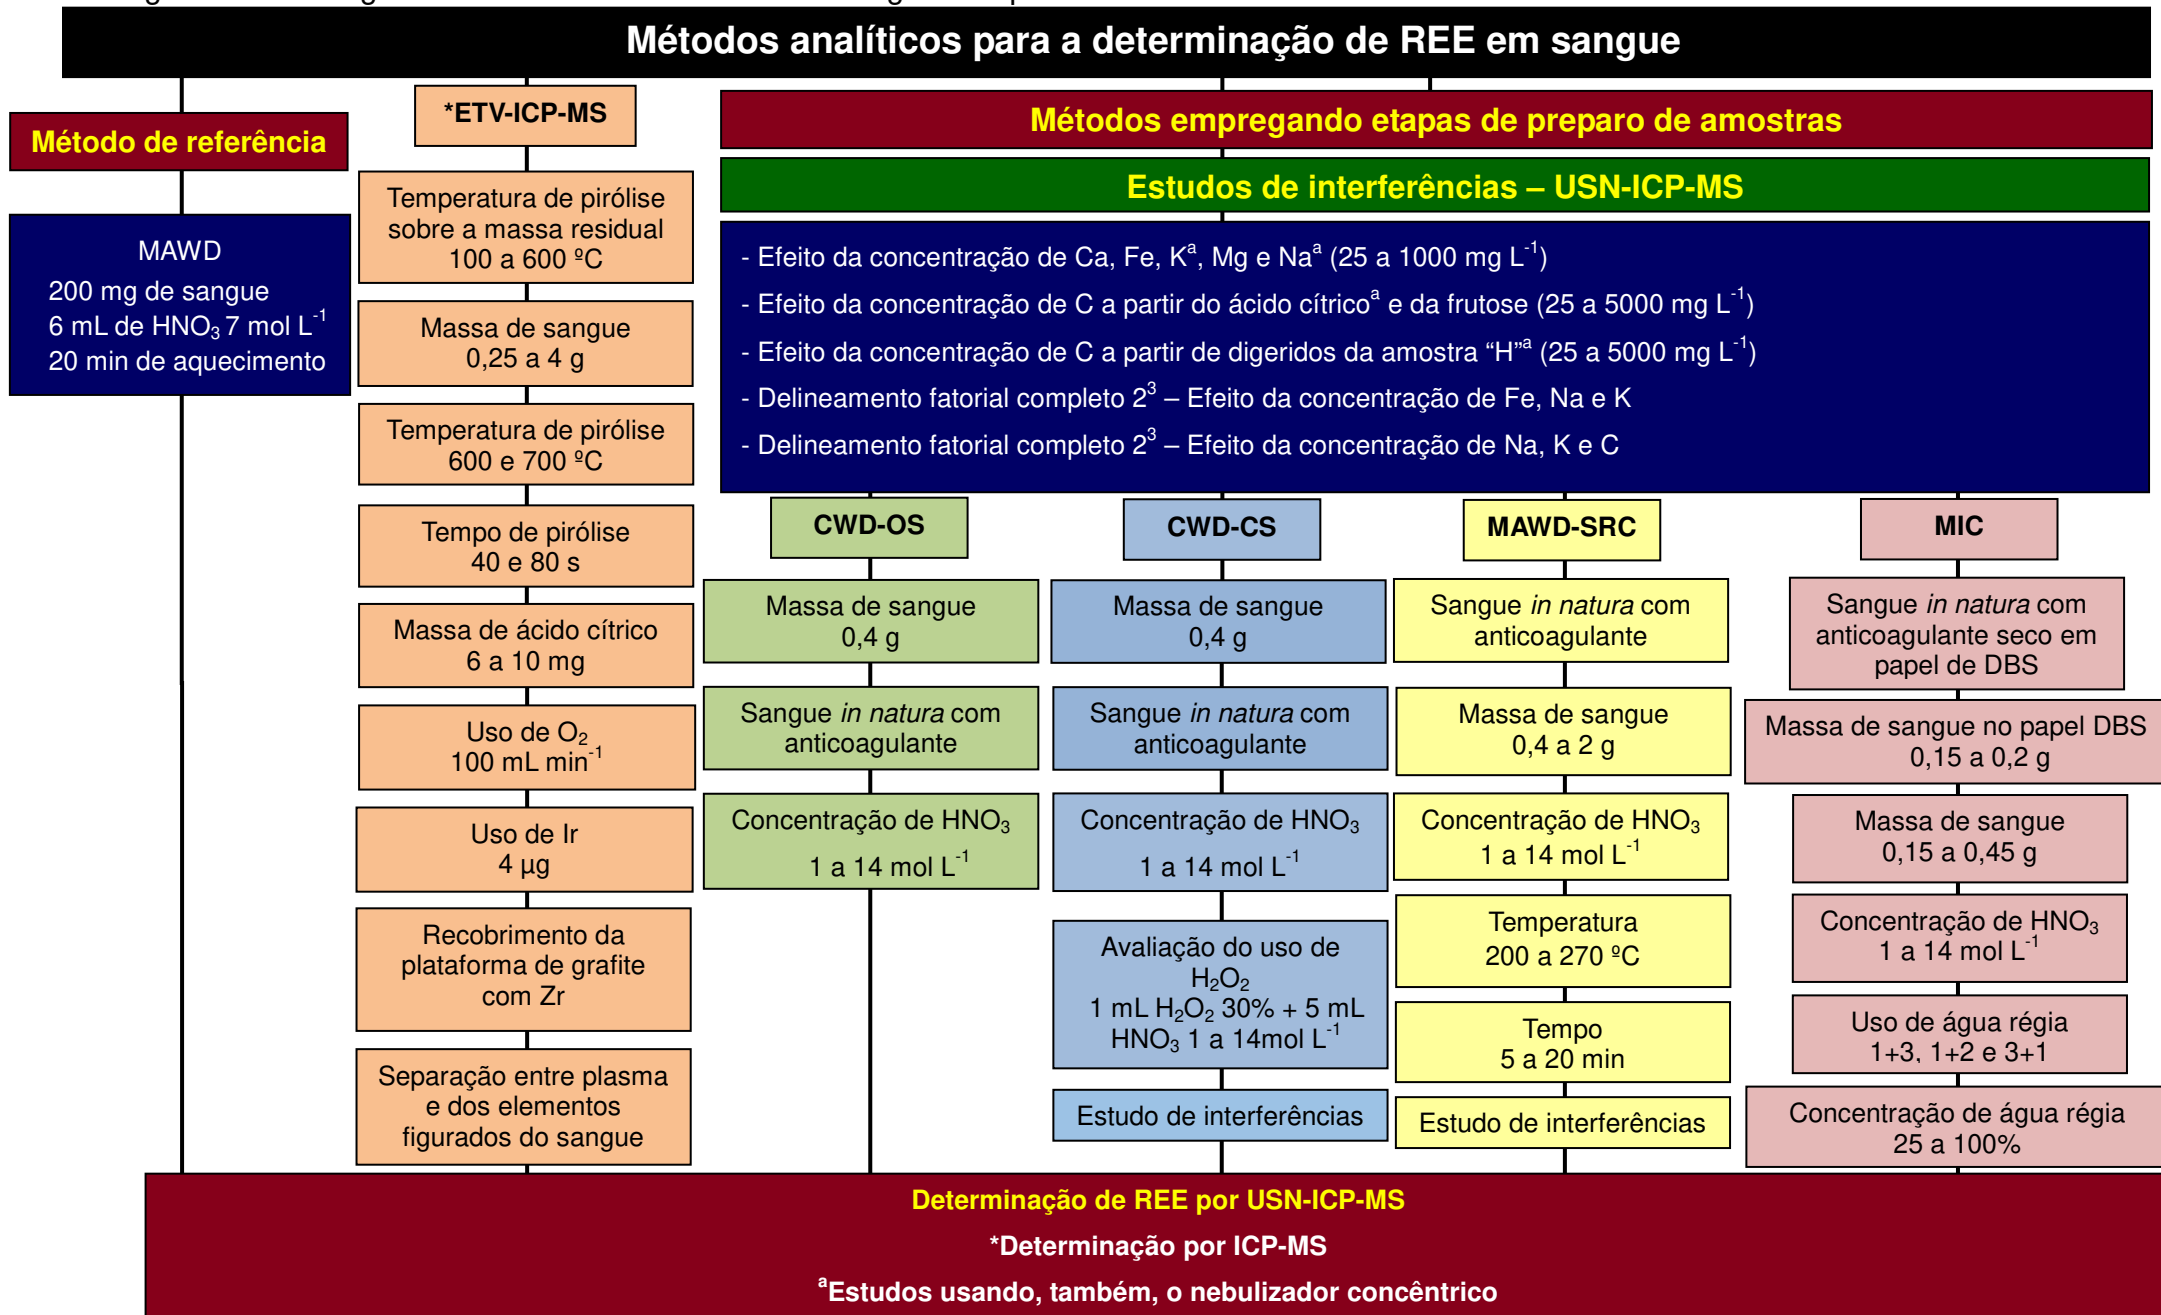 Métodos analíticos para a determinação de REE em sangue
Método de referência
MAWD
200 mg de sangue
6 mL de HNO₃ 7 mol L⁻¹
20 min de aquecimento
*ETV-ICP-MS
Temperatura de pirólise
sobre a massa residual
100 a 600 ºC
Massa de sangue
0,25 a 4 g
Temperatura de pirólise
600 e 700 ºC
Tempo de pirólise
40 e 80 s
Massa de ácido cítrico
6 a 10 mg
Uso de O₂
100 mL min⁻¹
Uso de Ir
4 µg
Recobrimento da
plataforma de grafite
com Zr
Separação entre plasma
e dos elementos
figurados do sangue
Métodos empregando etapas de preparo de amostras
Estudos de interferências – USN-ICP-MS
- Efeito da concentração de Ca, Fe, Kᵃ, Mg e Naᵃ (25 a 1000 mg L⁻¹)
- Efeito da concentração de C a partir do ácido cítricoᵃ e da frutose (25 a 5000 mg L⁻¹)
- Efeito da concentração de C a partir de digeridos da amostra “H”ᵃ (25 a 5000 mg L⁻¹)
- Delineamento fatorial completo 2³ – Efeito da concentração de Fe, Na e K
- Delineamento fatorial completo 2³ – Efeito da concentração de Na, K e C
CWD-OS
Massa de sangue
0,4 g
Sangue in natura com
anticoagulante
Concentração de HNO₃
1 a 14 mol L⁻¹
CWD-CS
Massa de sangue
0,4 g
Sangue in natura com
anticoagulante
Concentração de HNO₃
1 a 14 mol L⁻¹
Avaliação do uso de
H₂O₂
1 mL H₂O₂ 30% + 5 mL
HNO₃ 1 a 14mol L⁻¹
Estudo de interferências
MAWD-SRC
Sangue in natura com
anticoagulante
Massa de sangue
0,4 a 2 g
Concentração de HNO₃
1 a 14 mol L⁻¹
Temperatura
200 a 270 ºC
Tempo
5 a 20 min
Estudo de interferências
MIC
Sangue in natura com
anticoagulante seco em
papel de DBS
Massa de sangue no papel DBS
0,15 a 0,2 g
Massa de sangue
0,15 a 0,45 g
Concentração de HNO₃
1 a 14 mol L⁻¹
Uso de água régia
1+3, 1+2 e 3+1
Concentração de água régia
25 a 100%
Determinação de REE por USN-ICP-MS
*Determinação por ICP-MS
ᵃEstudos usando, também, o nebulizador concêntrico